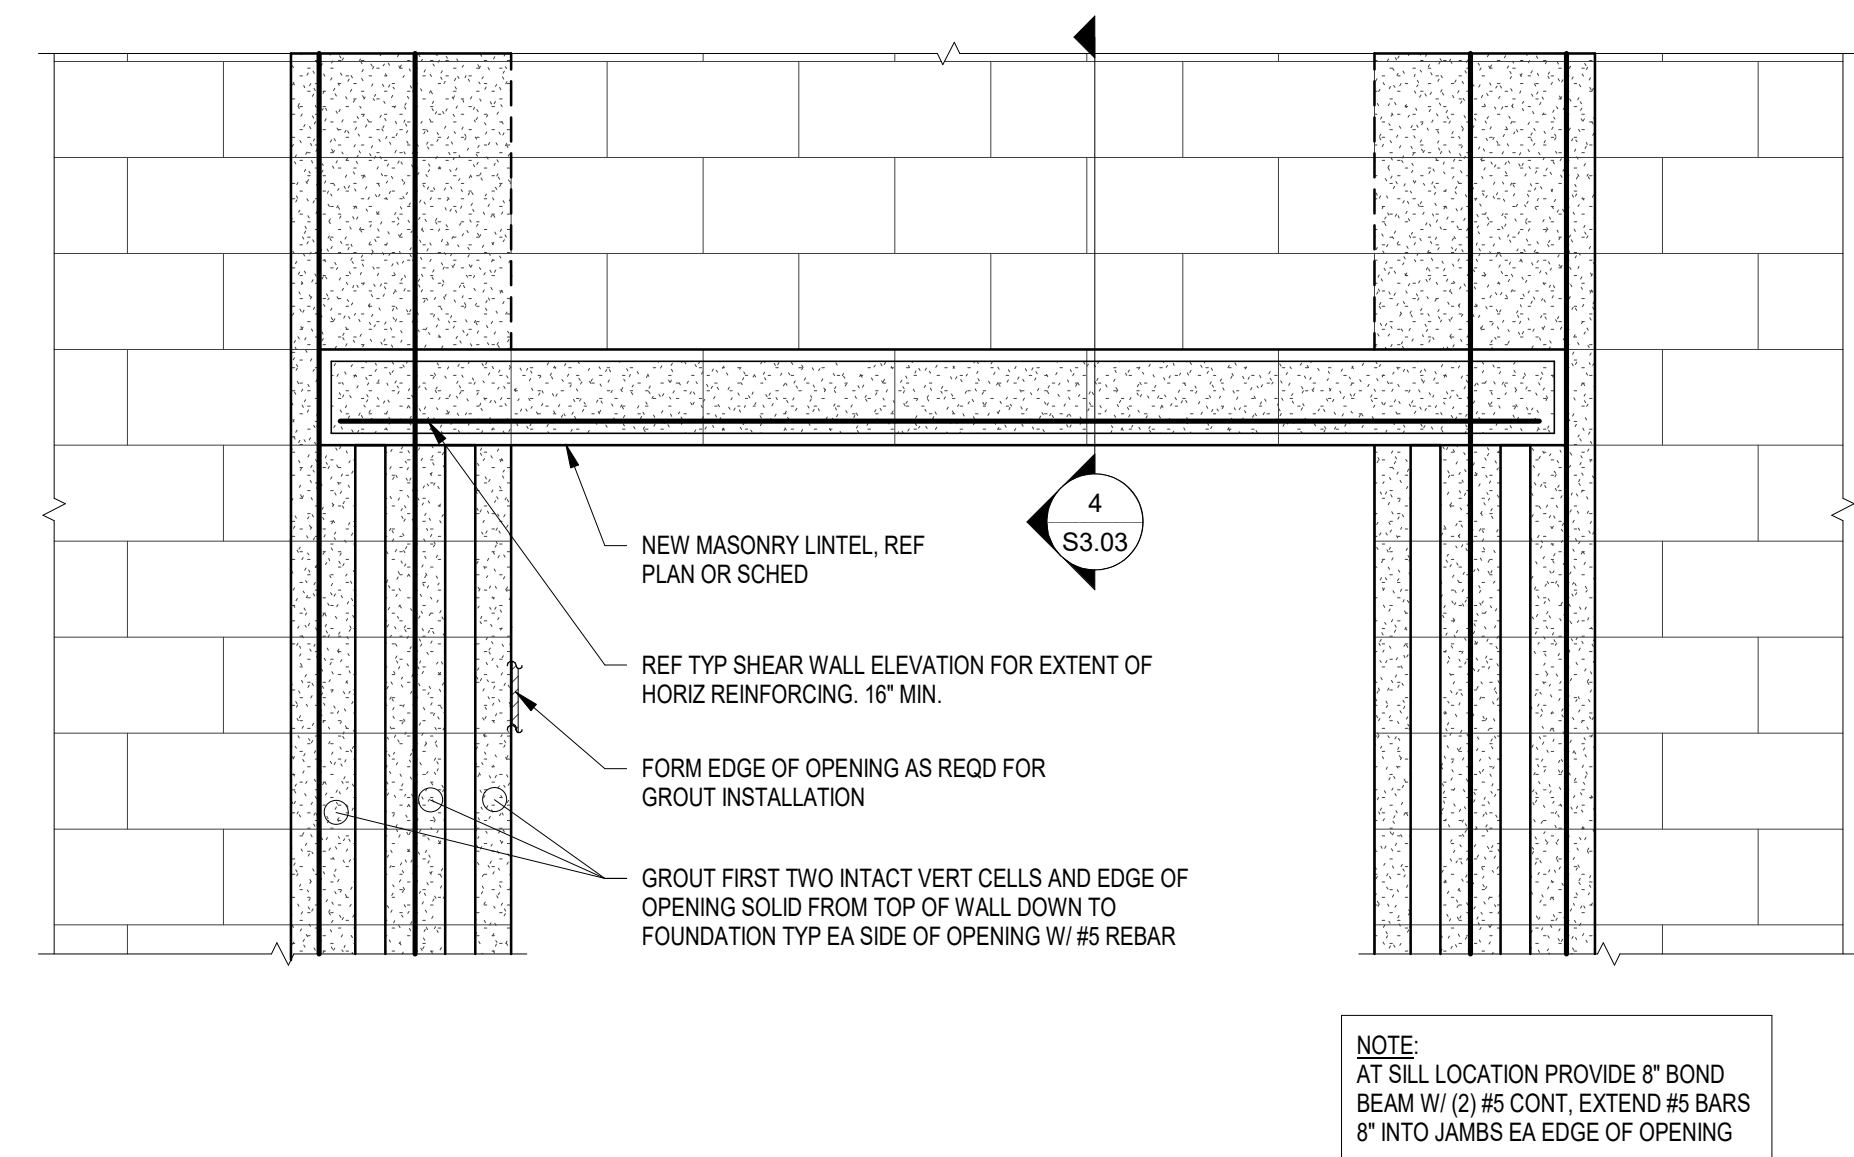 4
S3.03
NEW MASONRY LINTEL, REF
PLAN OR SCHED
REF TYP SHEAR WALL ELEVATION FOR EXTENT OF
HORIZ REINFORCING. 16" MIN.
FORM EDGE OF OPENING AS REQD FOR
GROUT INSTALLATION
GROUT FIRST TWO INTACT VERT CELLS AND EDGE OF
OPENING SOLID FROM TOP OF WALL DOWN TO
FOUNDATION TYP EA SIDE OF OPENING W/ #5 REBAR
NOTE:
AT SILL LOCATION PROVIDE 8" BOND
BEAM W/ (2) #5 CONT, EXTEND #5 BARS
8" INTO JAMBS EA EDGE OF OPENING